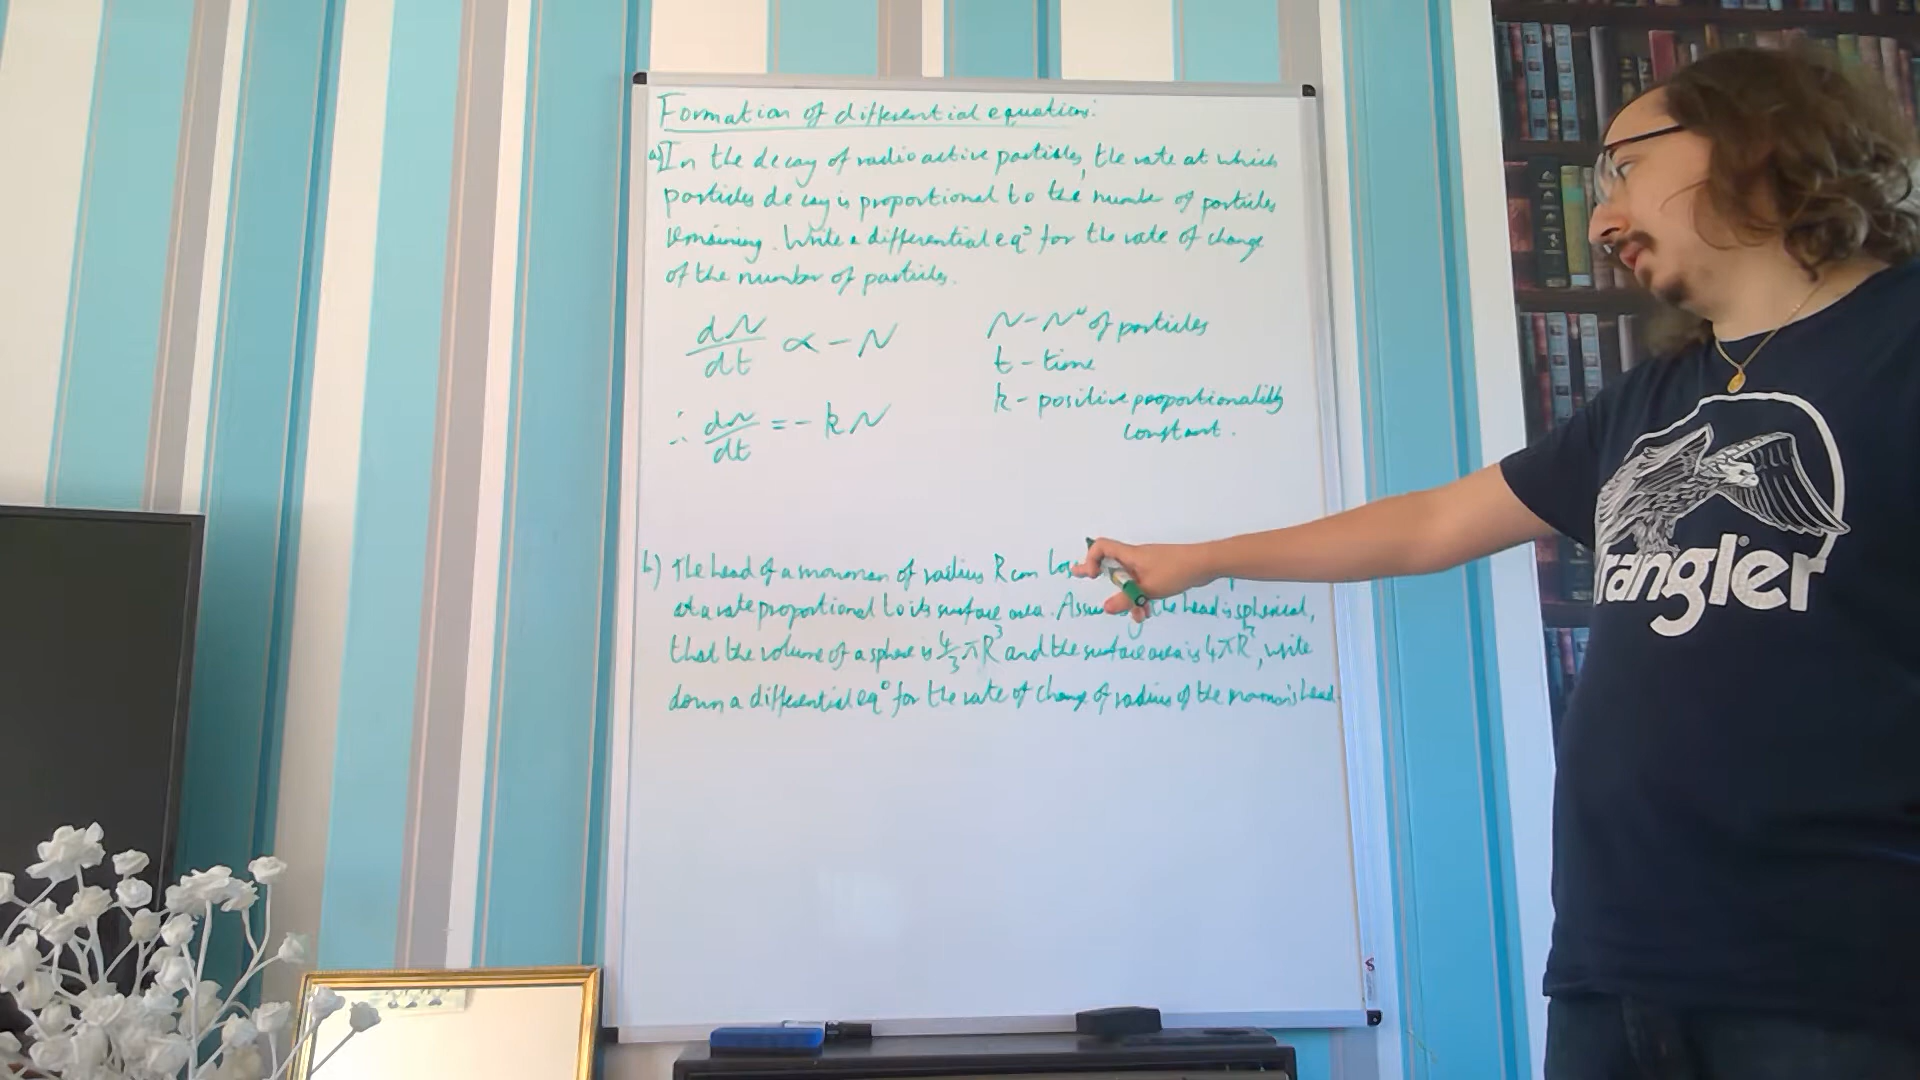 Formation of differential equations:
a) In the decay of radioactive particles, the rate at which
particles decay is proportional to the number of particles
remaining. Write a differential eqⁿ for the rate of change
of the number of particles.
dN/dt ∝ -N
N - Nº of particles
t - time
k - positive proportionality
constant.
∴ dN/dt = -kN
b) The head of a snowman of radius R cm
at a rate proportional to its surface area. the head is spherical,
that the volume of a sphere is 4/3 πR³ and the surface area is 4πR², write
down a differential eqⁿ for the rate of change of radius of the head.
Wrangler